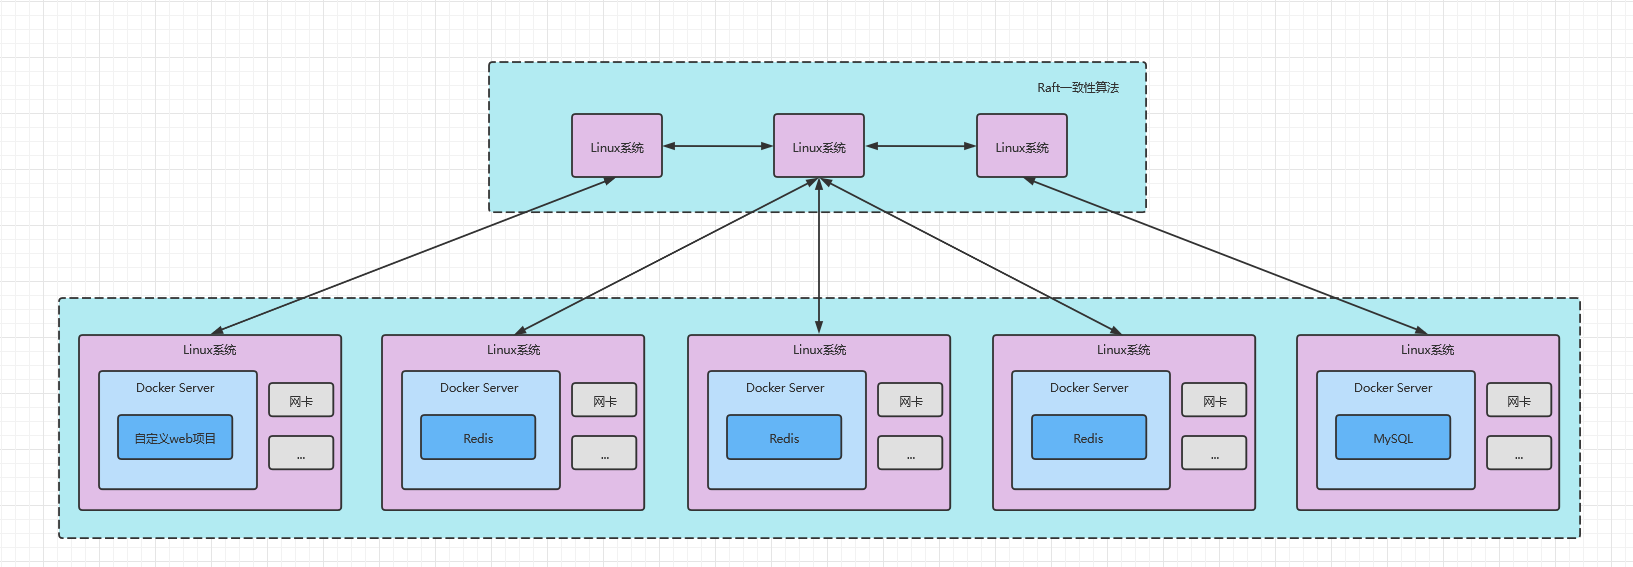 Raft一致性算法
Linux系统
Linux系统
Linux系统
Linux系统
Docker Server
自定义web项目
网卡
...
Linux系统
Docker Server
Redis
网卡
...
Linux系统
Docker Server
Redis
网卡
...
Linux系统
Docker Server
Redis
网卡
...
Linux系统
Docker Server
MySQL
网卡
...